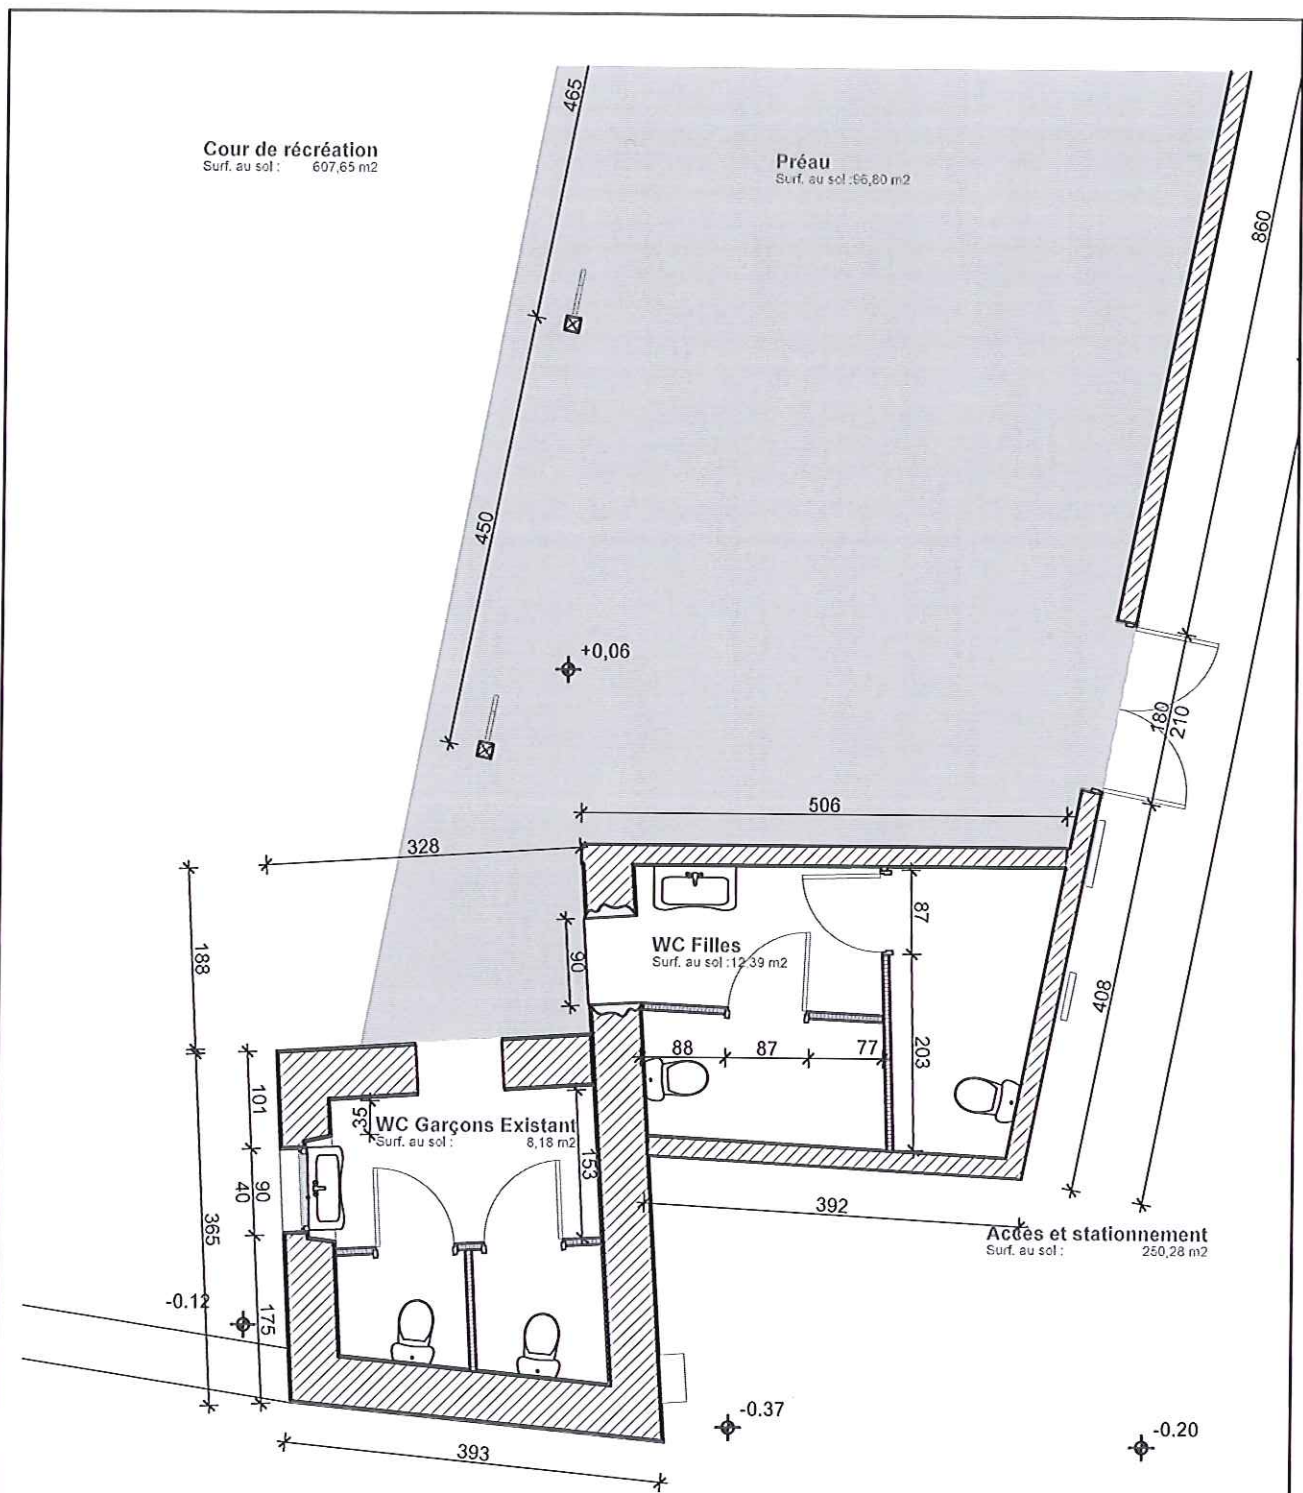 465
Cour de récréation
Surf. au sol : 607,65 m2
Préau
Surf. au sol :96,80 m2
860
450
+0,06
180
210
506
328
188
90
WC Filles
Surf. au sol :12,39 m2
87
408
88
87
77
203
101
35
WC Garçons Existant
Surf. au sol : 8,18 m2
153
90
40
365
392
Accès et stationnement
Surf. au sol : 250,28 m2
-0.12
175
-0.37
-0.20
393